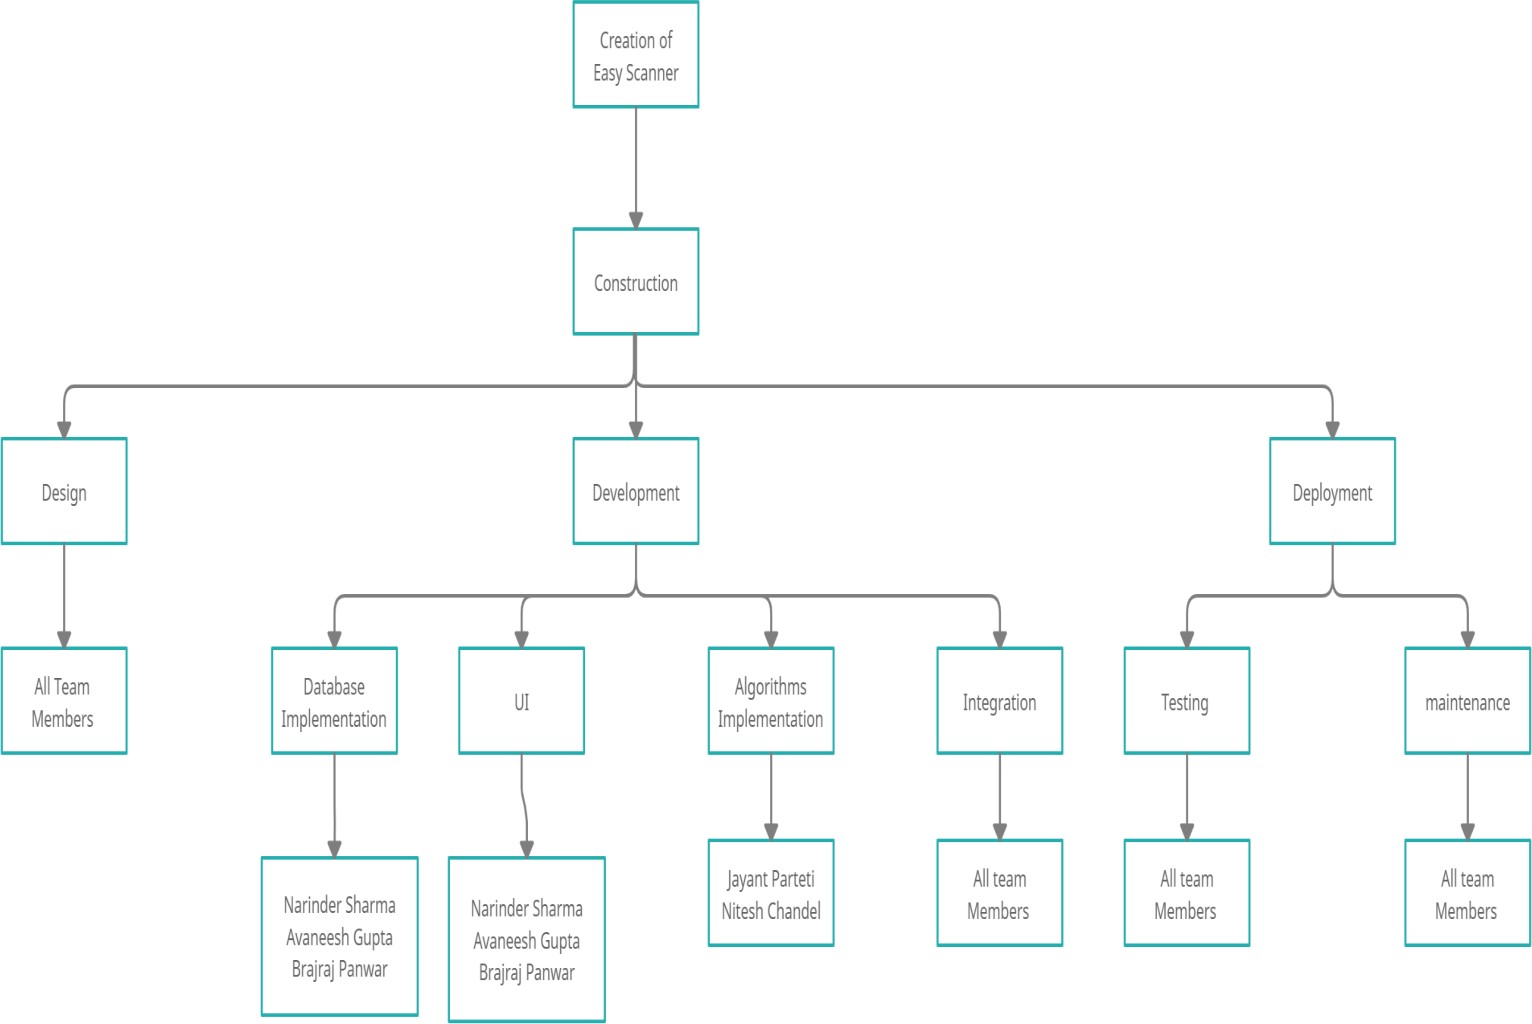 Creation of
Easy Scanner
Construction
Design
Development
Deployment
All Team
Members
Database
Implementation
UI
Algorithms
Implementation
Integration
Testing
maintenance
Narinder Sharma
Avaneesh Gupta
Brajraj Panwar
Narinder Sharma
Avaneesh Gupta
Brajraj Panwar
Jayant Parteti
Nitesh Chandel
All team
Members
All team
Members
All team
Members